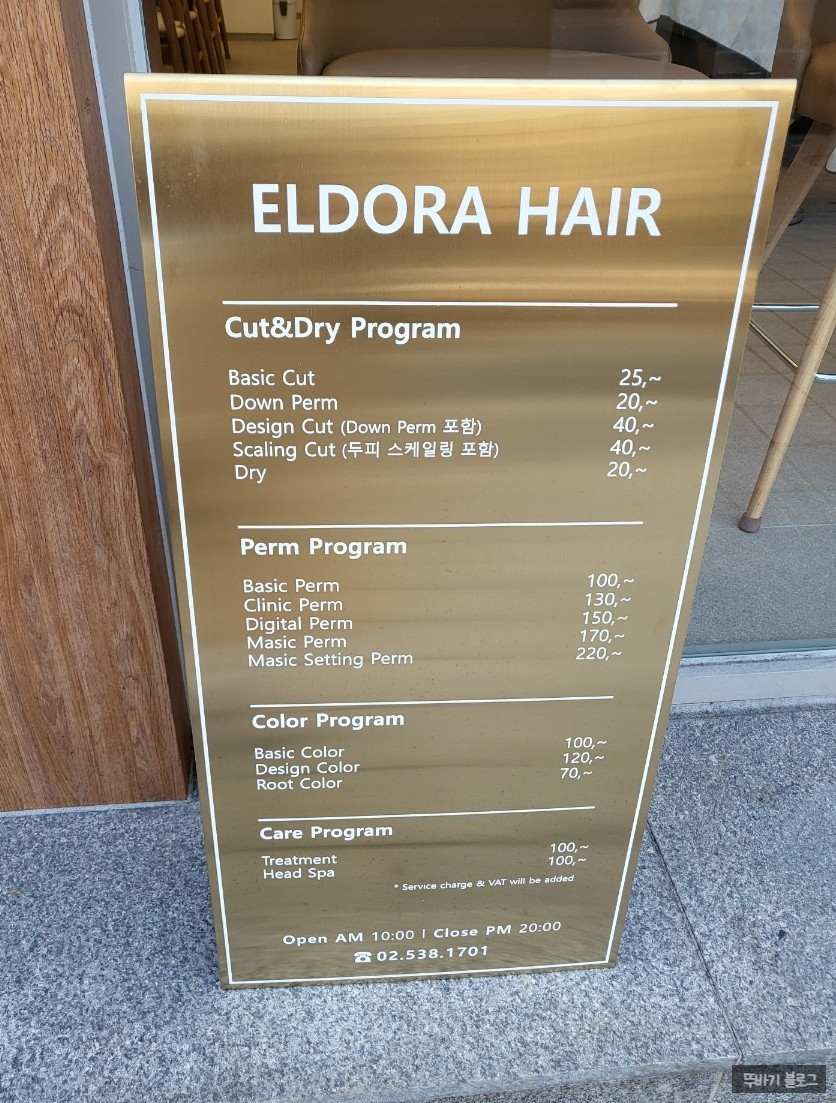 ELDORA HAIR
Cut&Dry Program
Basic Cut 25,~
Down Perm 20,~
Design Cut (Down Perm 포함) 40,~
Scaling Cut (두피 스케일링 포함) 40,~
Dry 20,~
Perm Program
Basic Perm 100,~
Clinic Perm 130,~
Digital Perm 150,~
Masic Perm 170,~
Masic Setting Perm 220,~
Color Program
Basic Color 100,~
Design Color 120,~
Root Color 70,~
Care Program
Treatment 100,~
Head Spa 100,~
* Service charge & VAT will be added
Open AM 10:00 | Close PM 20:00
☎ 02.538.1701
뚜바기 블로그